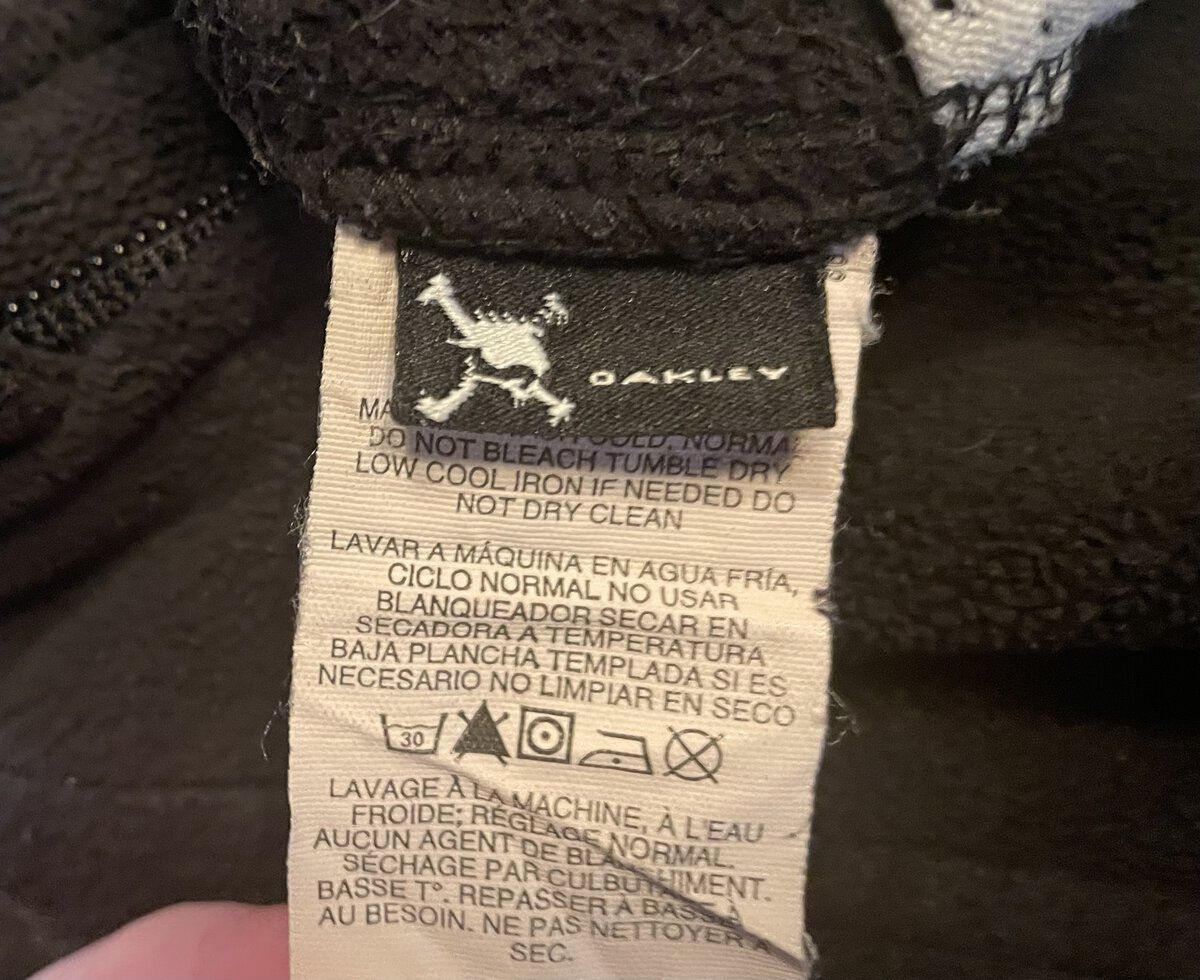 OAKLEY
COLD, NORMA
DO NOT BLEACH TUMBLE DRY
LOW COOL IRON IF NEEDED DO
NOT DRY CLEAN
LAVAR A MÁQUINA EN AGUA FRÍA,
CICLO NORMAL NO USAR
BLANQUEADOR SECAR EN
SECADORA A TEMPERATURA
BAJA PLANCHA TEMPLADA SI ES
NECESARIO NO LIMPIAR EN SECO
30
LAVAGE À LA MACHINE, À L'EAU
FROIDE; RÉGLAGE NORMAL.
AUCUN AGENT DE
SÉCHAGE PAR
BASSE T°. REPASSER À BASSE
AU BESOIN. NE PAS NETTOYER À
SEC.